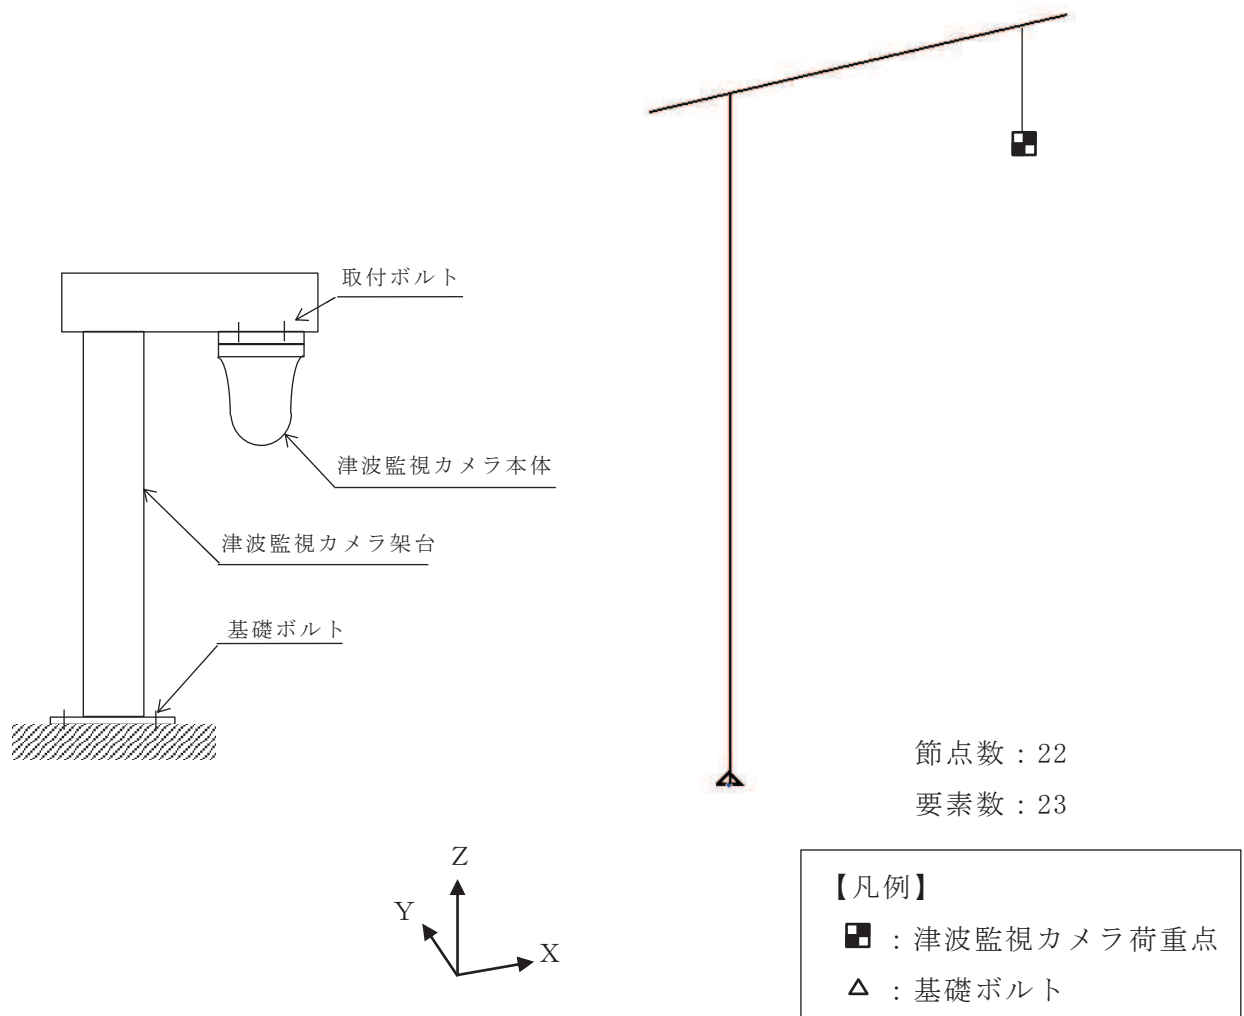 取付ボルト
津波監視カメラ本体
津波監視カメラ架台
基礎ボルト
節点数：22
要素数：23
Z
Y
X
【凡例】
：津波監視カメラ荷重点
：基礎ボルト